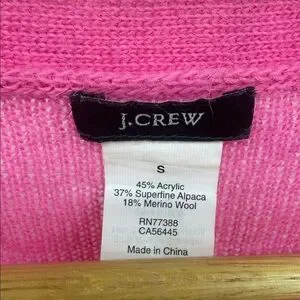 J.CREW
S
45% Acrylic
37% Superfine Alpaca
18% Merino Wool
RN77388
CA56445
Made in China